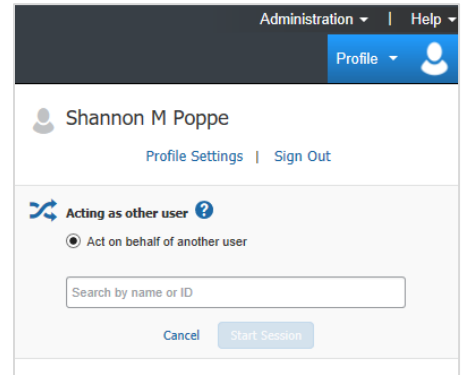 Administration | Help
Profile
Shannon M Poppe
Profile Settings | Sign Out
Acting as other user ?
Act on behalf of another user
Search by name or ID
Cancel Start Session